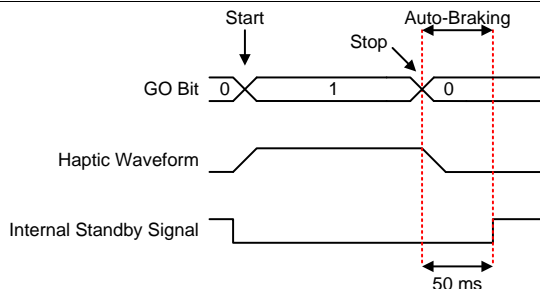 Start
Auto-Braking
Stop
GO Bit 0 1 0
Haptic Waveform
Internal Standby Signal
50 ms